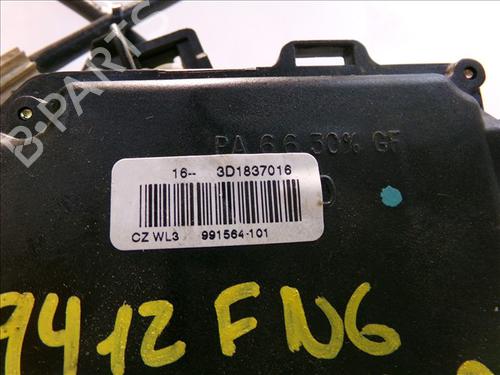 B-PARTS
PA 6 6 30% GF
16-- 3D1837016
CZ WL3 991564-101
7412 FNG